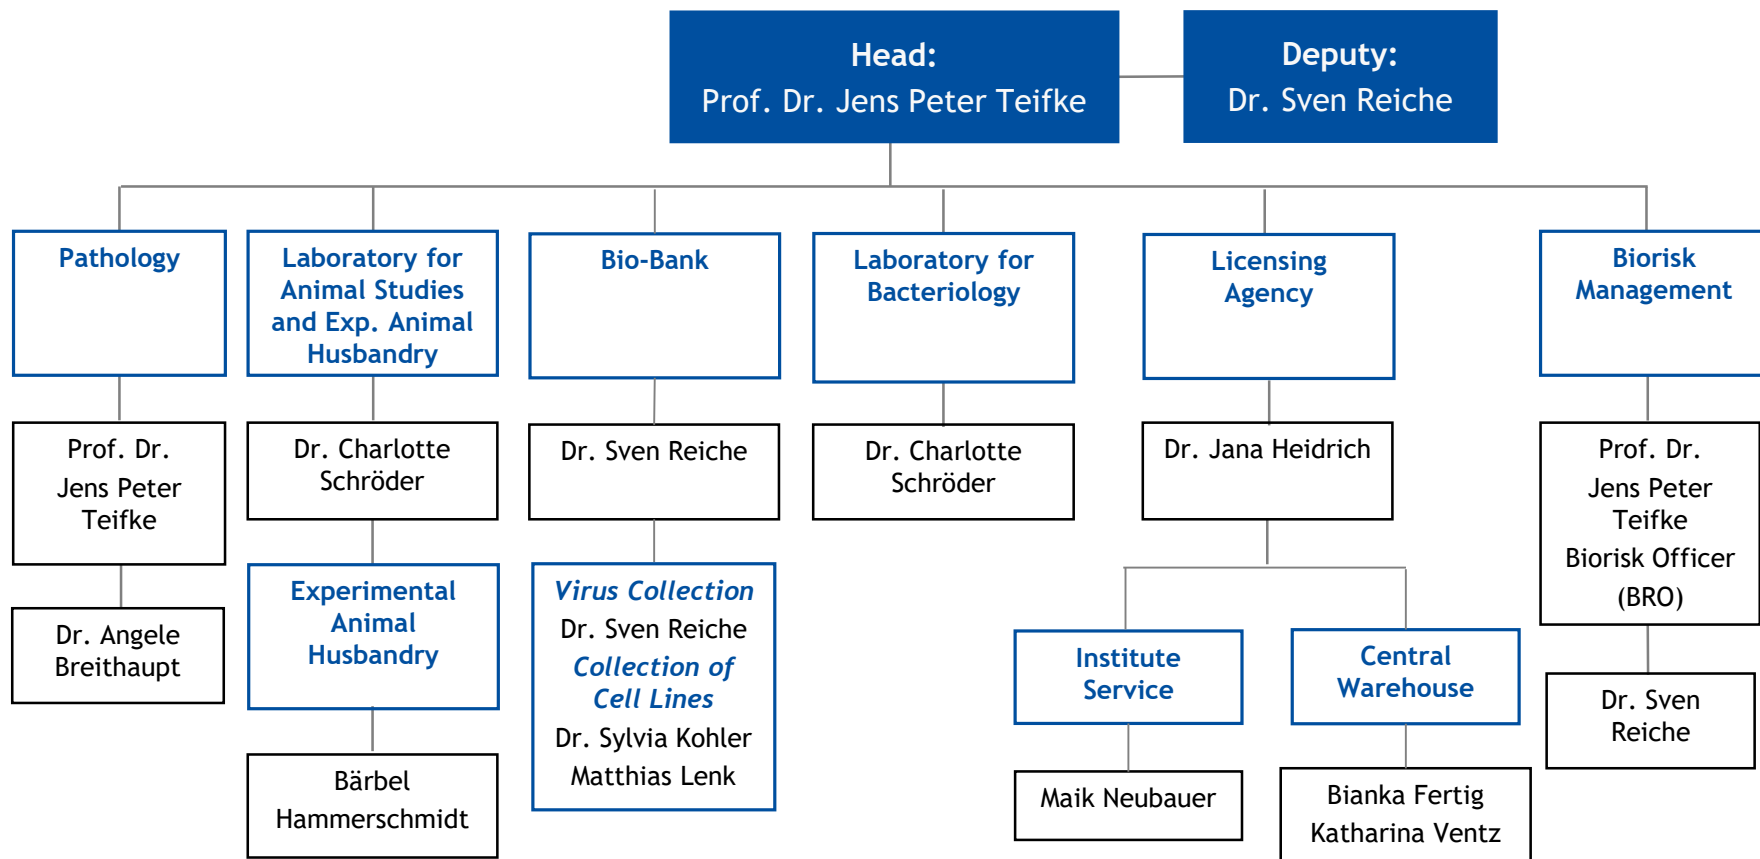 Head:
Prof. Dr. Jens Peter Teifke
Deputy:
Dr. Sven Reiche
Pathology
Prof. Dr.
Jens Peter
Teifke
Dr. Angele
Breithaupt
Laboratory for
Animal Studies
and Exp. Animal
Husbandry
Dr. Charlotte
Schröder
Experimental
Animal
Husbandry
Bärbel
Hammerschmidt
Bio-Bank
Dr. Sven Reiche
Virus Collection
Dr. Sven Reiche
Collection of
Cell Lines
Dr. Sylvia Kohler
Matthias Lenk
Laboratory for
Bacteriology
Dr. Charlotte
Schröder
Licensing
Agency
Dr. Jana Heidrich
Institute
Service
Maik Neubauer
Central
Warehouse
Bianka Fertig
Katharina Ventz
Biorisk
Management
Prof. Dr.
Jens Peter
Teifke
Biorisk Officer
(BRO)
Dr. Sven
Reiche